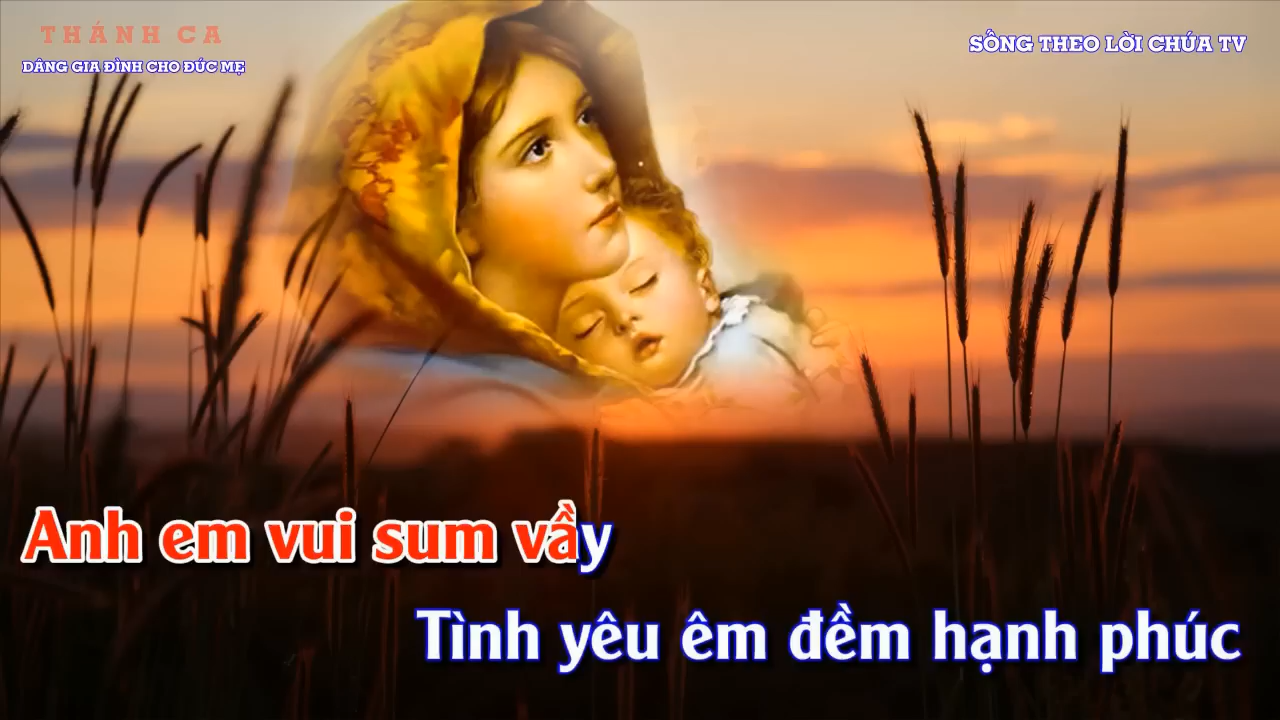 THÁNH CA
DÂNG GIA ĐÌNH CHO ĐỨC MẸ
SỐNG THEO LỜI CHÚA TV
Anh em vui sum vầy
Tình yêu êm đềm hạnh phúc